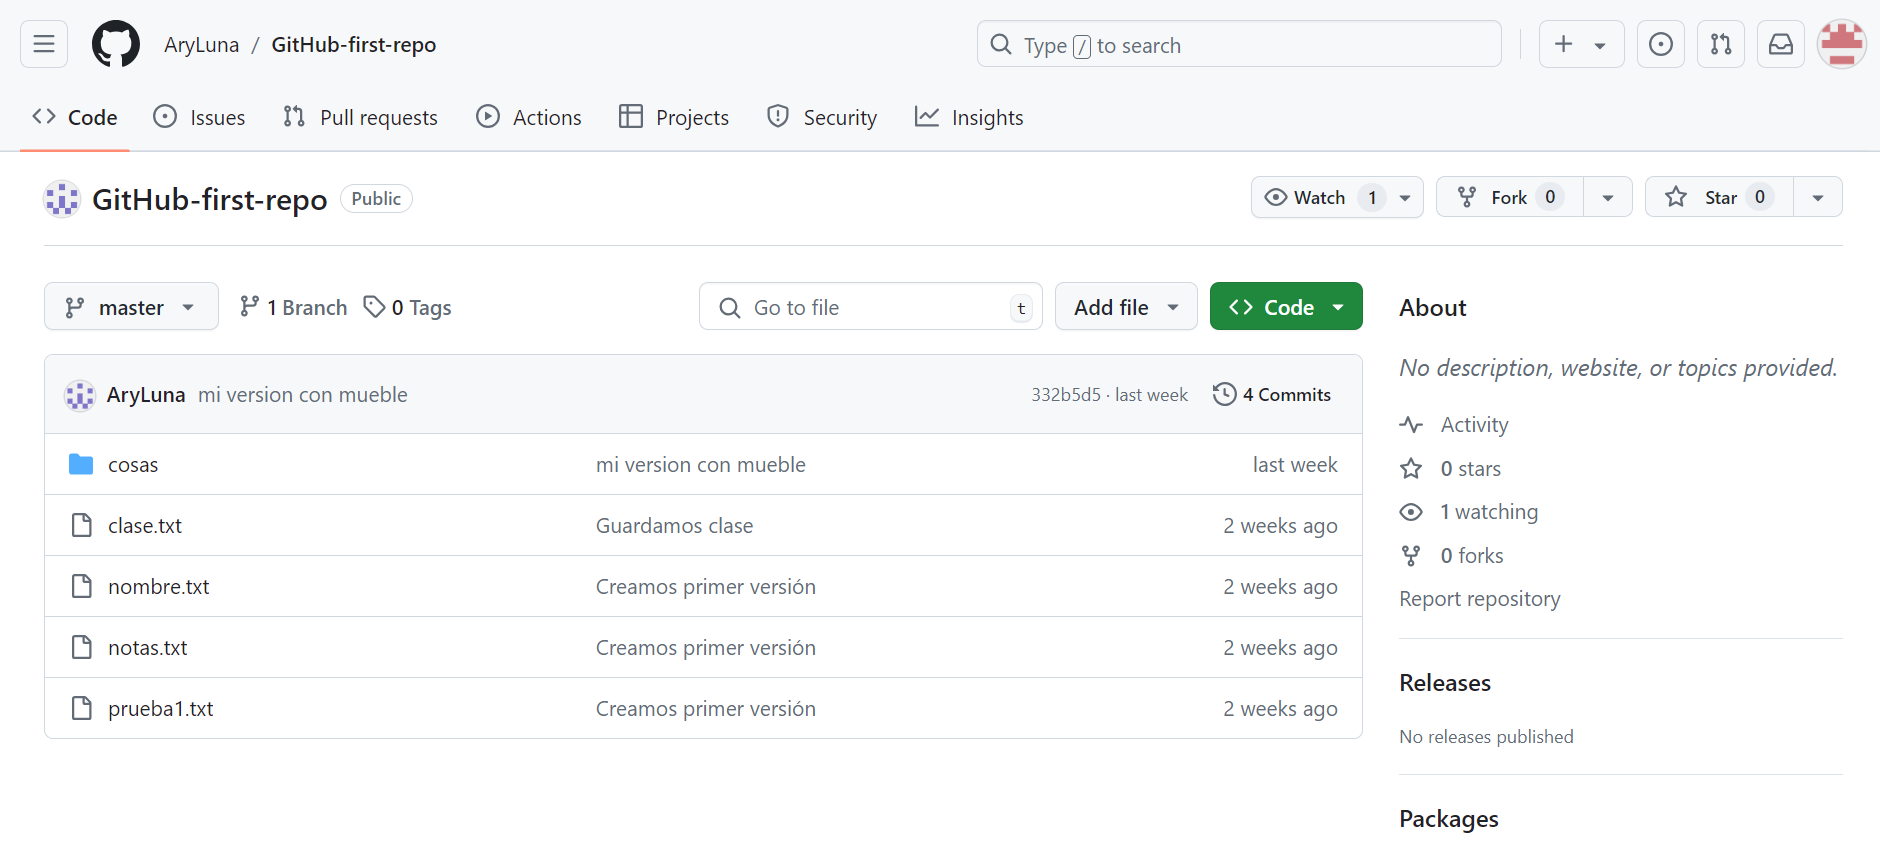 AryLuna / GitHub-first-repo
Type / to search
Code Issues Pull requests Actions Projects Security Insights
GitHub-first-repo Public
Watch 1 Fork 0 Star 0
master 1 Branch 0 Tags
Go to file t Add file Code
AryLuna mi version con mueble 332b5d5 · last week 4 Commits
cosas mi version con mueble last week
clase.txt Guardamos clase 2 weeks ago
nombre.txt Creamos primer versión 2 weeks ago
notas.txt Creamos primer versión 2 weeks ago
prueba1.txt Creamos primer versión 2 weeks ago
About
No description, website, or topics provided.
Activity
0 stars
1 watching
0 forks
Report repository
Releases
No releases published
Packages